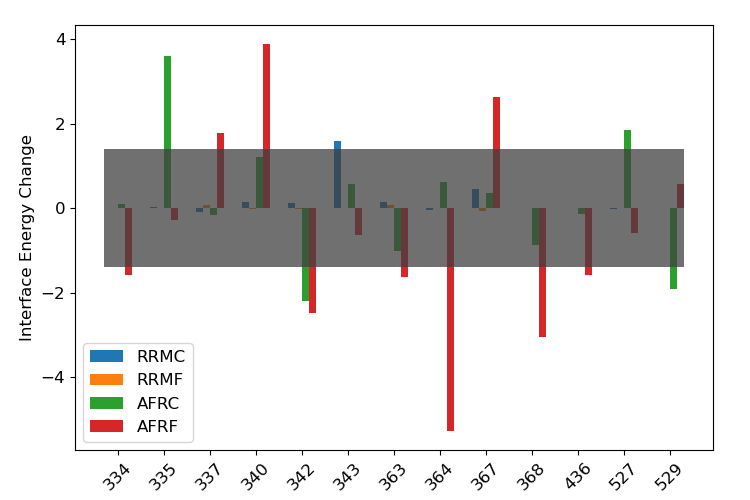 Interface Energy Change
4
2
0
−2
−4
RRMC
RRMF
AFRC
AFRF
334 335 337 340 342 343 363 364 367 368 436 527 529